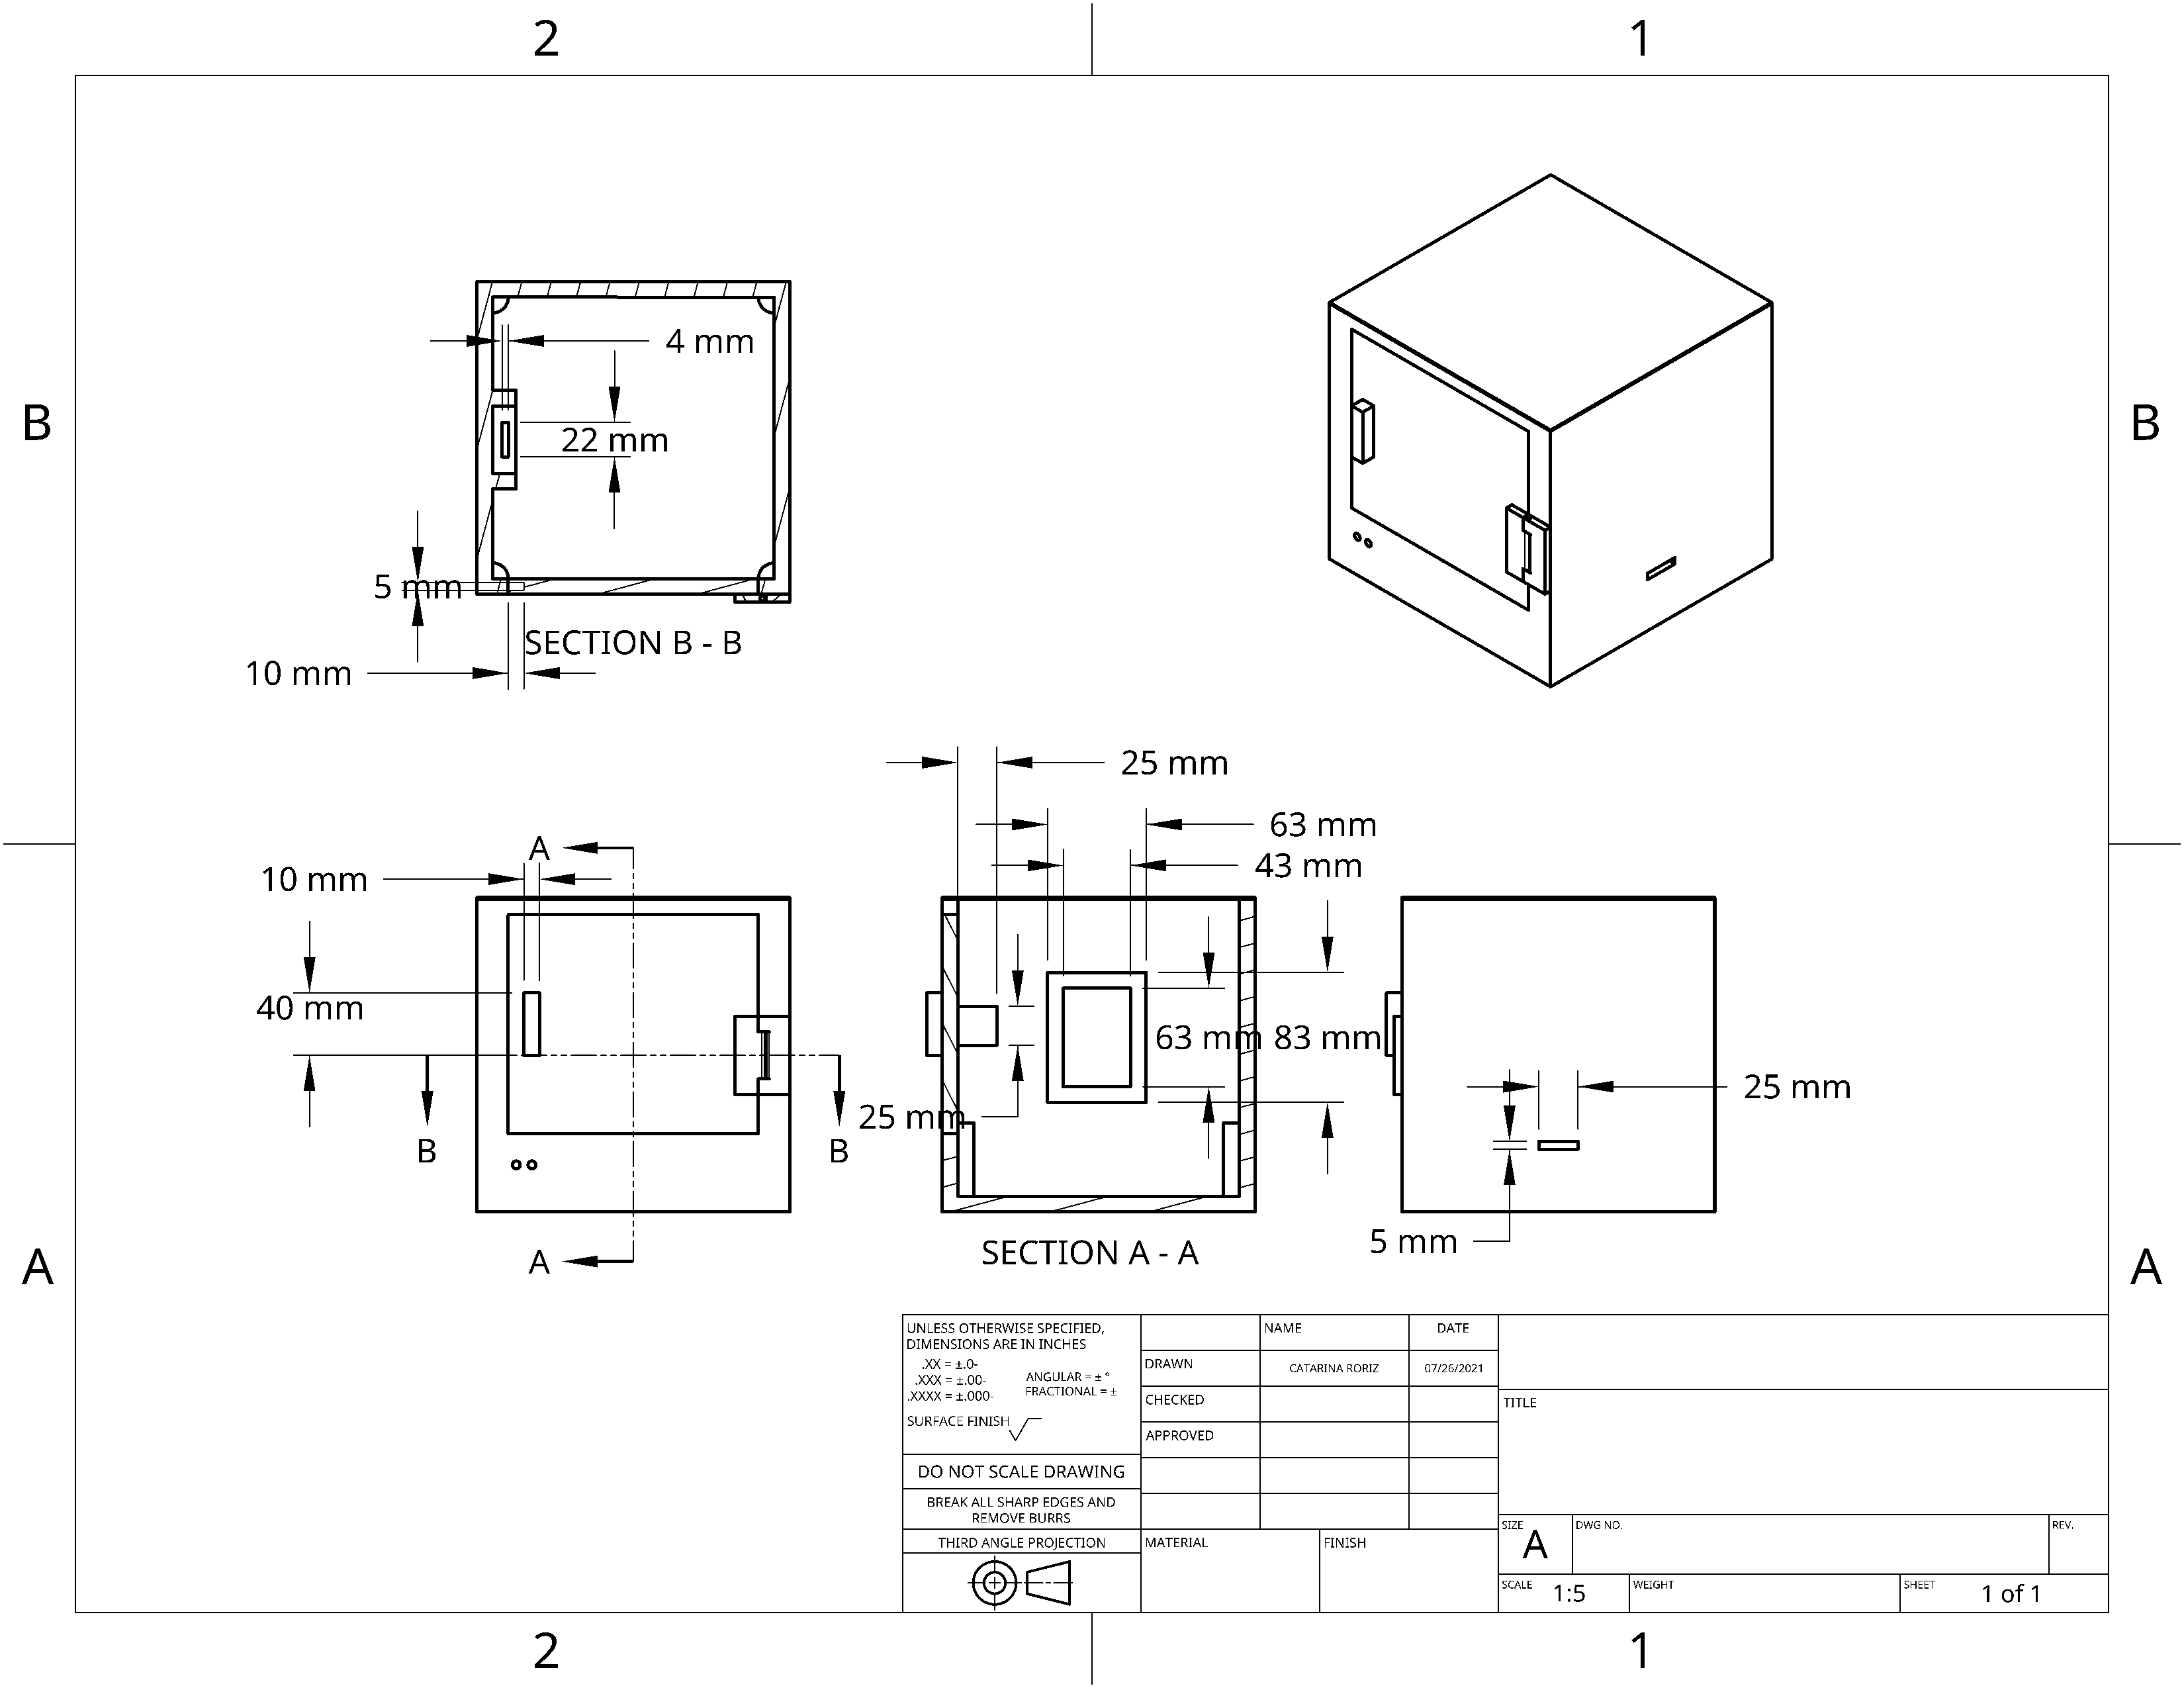 2
1
B
B
4 mm
22 mm
5 mm
SECTION B - B
10 mm
25 mm
63 mm
43 mm
A
10 mm
40 mm
63 mm
83 mm
25 mm
25 mm
B
B
5 mm
A
SECTION A - A
A
A
UNLESS OTHERWISE SPECIFIED,
DIMENSIONS ARE IN INCHES
.XX = ±.0-
.XXX = ±.00-
.XXXX = ±.000-
ANGULAR = ± °
FRACTIONAL = ±
SURFACE FINISH
DO NOT SCALE DRAWING
BREAK ALL SHARP EDGES AND
REMOVE BURRS
THIRD ANGLE PROJECTION
NAME
DATE
DRAWN
CATARINA RORIZ
07/26/2021
CHECKED
APPROVED
MATERIAL
FINISH
TITLE
SIZE
A
DWG NO.
REV.
SCALE
1:5
WEIGHT
SHEET
1 of 1
2
1